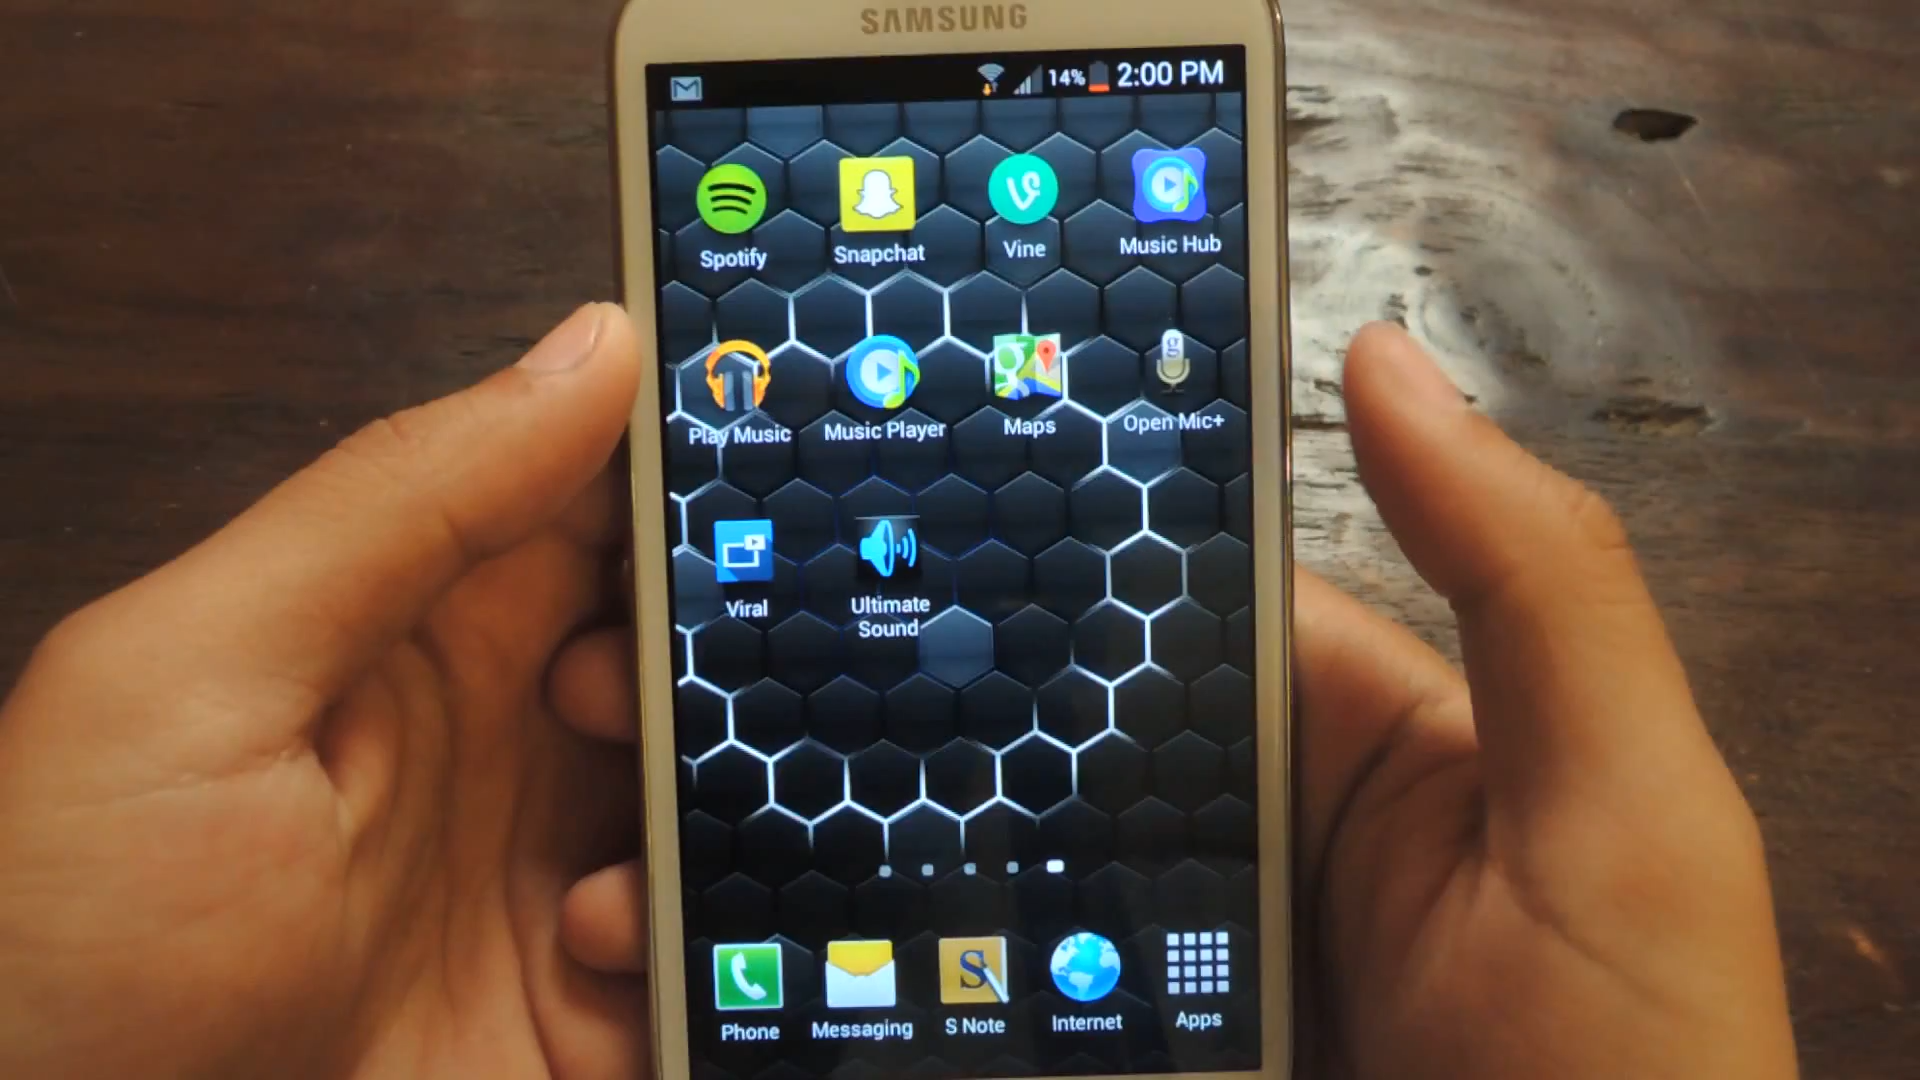 SAMSUNG
14% 2:00 PM
Spotify Snapchat Vine Music Hub
Play Music Music Player Maps Open Mic+
Viral Ultimate
Sound
Phone Messaging S Note Internet Apps